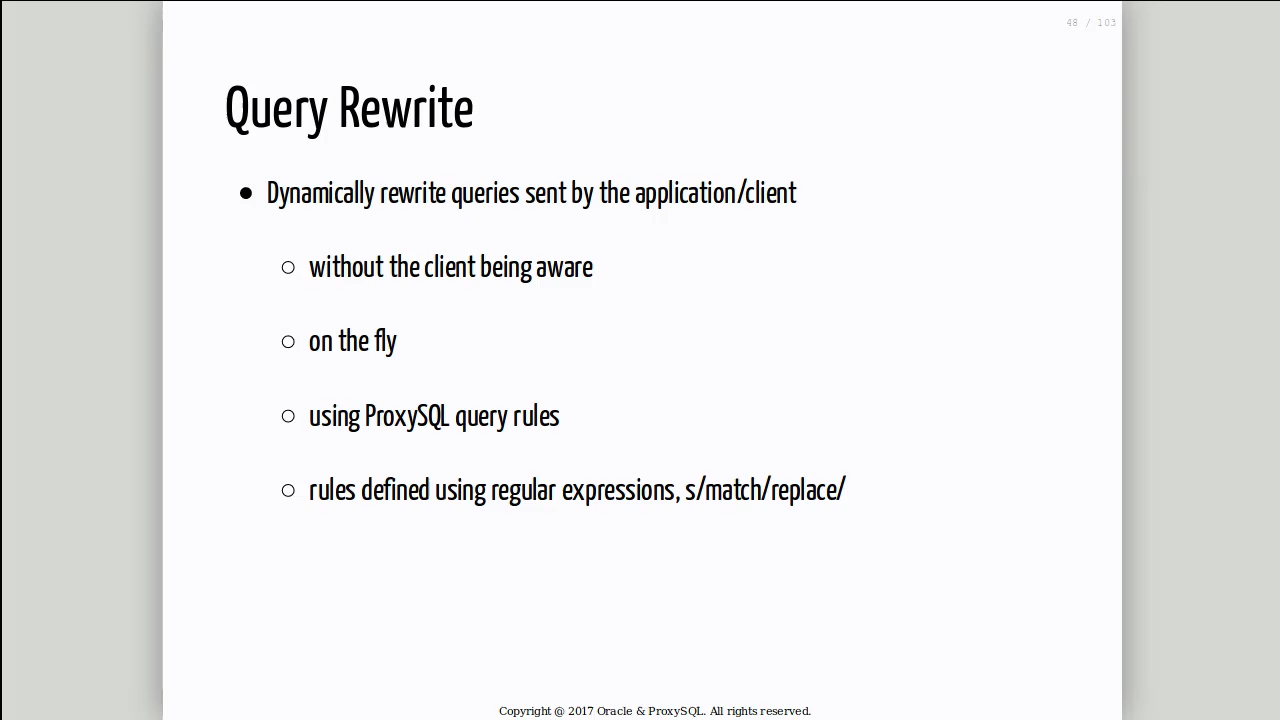 48 / 103
Query Rewrite
Dynamically rewrite queries sent by the application/client
without the client being aware
on the fly
using ProxySQL query rules
rules defined using regular expressions, s/match/replace/
Copyright @ 2017 Oracle & ProxySQL. All rights reserved.